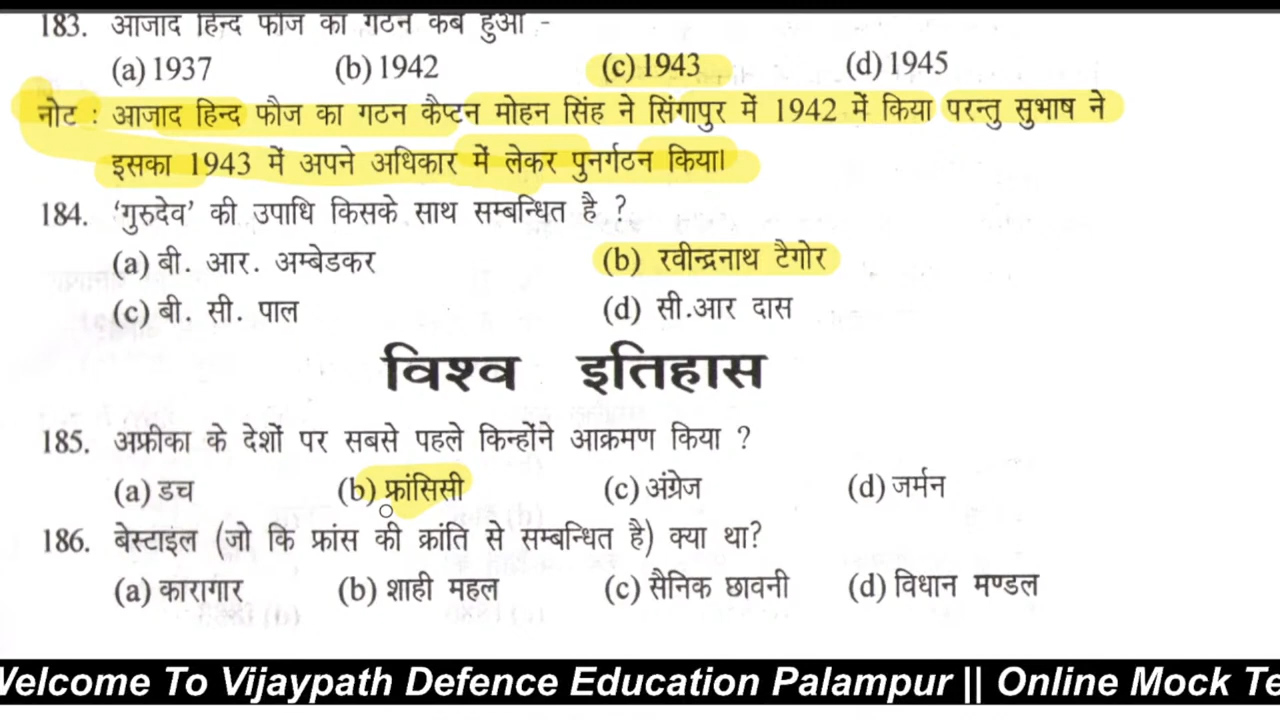 183. आजाद हिन्द फौज का गठन कब हुआ -
(a) 1937 (b) 1942 (c) 1943 (d) 1945
नोट : आजाद हिन्द फौज का गठन कैप्टन मोहन सिंह ने सिंगापुर में 1942 में किया परन्तु सुभाष ने
इसका 1943 में अपने अधिकार में लेकर पुनर्गठन किया।
184. 'गुरुदेव' की उपाधि किसके साथ सम्बन्धित है ?
(a) बी. आर. अम्बेडकर (b) रवीन्द्रनाथ टैगोर
(c) बी. सी. पाल (d) सी.आर दास
विश्व इतिहास
185. अफ्रीका के देशों पर सबसे पहले किन्होंने आक्रमण किया ?
(a) डच (b) फ्रांसिसी (c) अंग्रेज (d) जर्मन
186. बेस्टाइल (जो कि फ्रांस की क्रांति से सम्बन्धित है) क्या था?
(a) कारागार (b) शाही महल (c) सैनिक छावनी (d) विधान मण्डल
Welcome To Vijaypath Defence Education Palampur || Online Mock Te